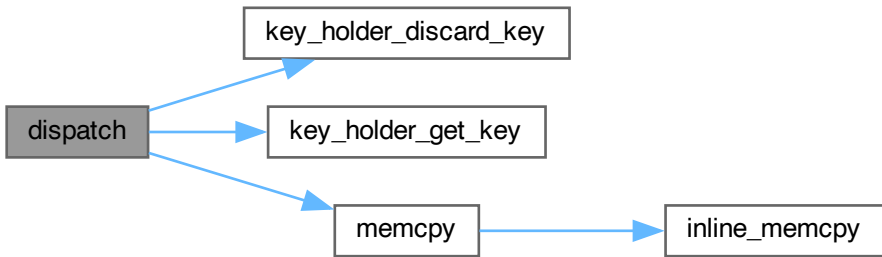 key_holder_discard_key
dispatch
key_holder_get_key
memcpy
inline_memcpy